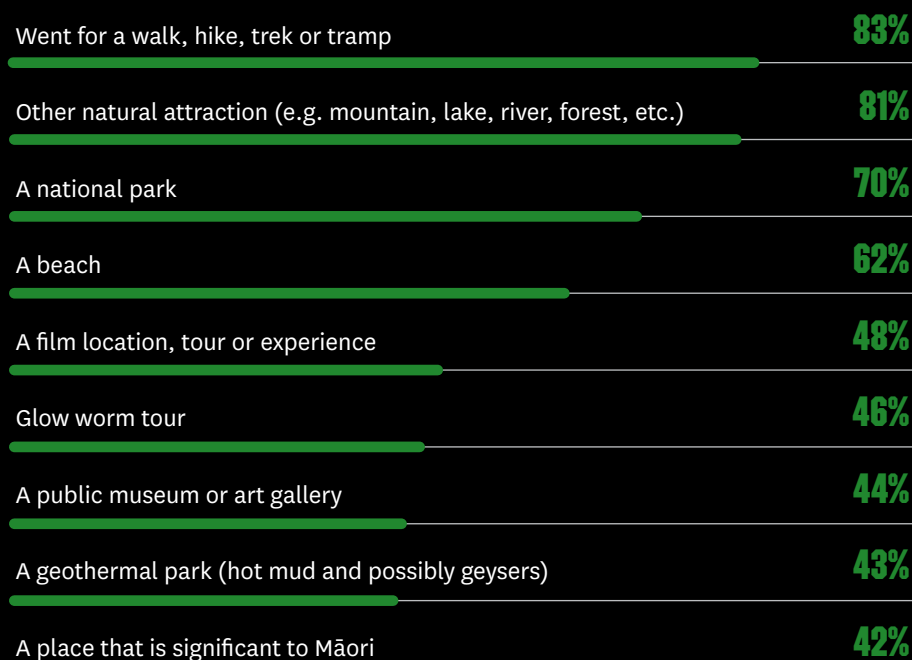 Went for a walk, hike, trek or tramp 83%
Other natural attraction (e.g. mountain, lake, river, forest, etc.) 81%
A national park 70%
A beach 62%
A film location, tour or experience 48%
Glow worm tour 46%
A public museum or art gallery 44%
A geothermal park (hot mud and possibly geysers) 43%
A place that is significant to Māori 42%